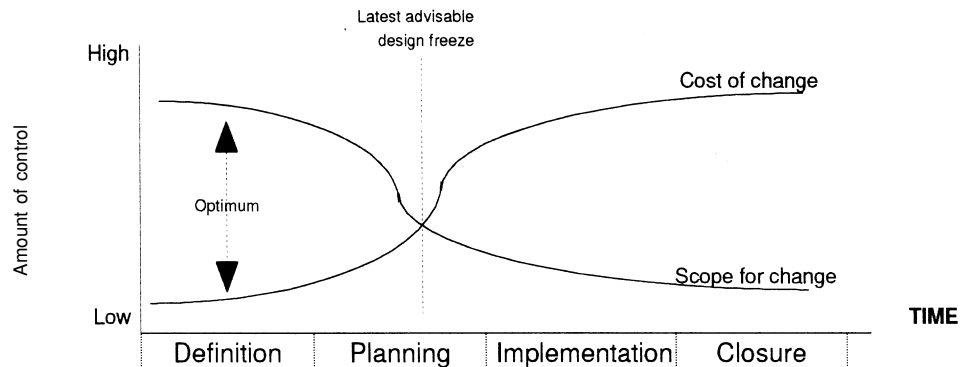 Latest advisable
design freeze
High
Cost of change
Amount of control
Optimum
Scope for change
Low
TIME
Definition
Planning
Implementation
Closure